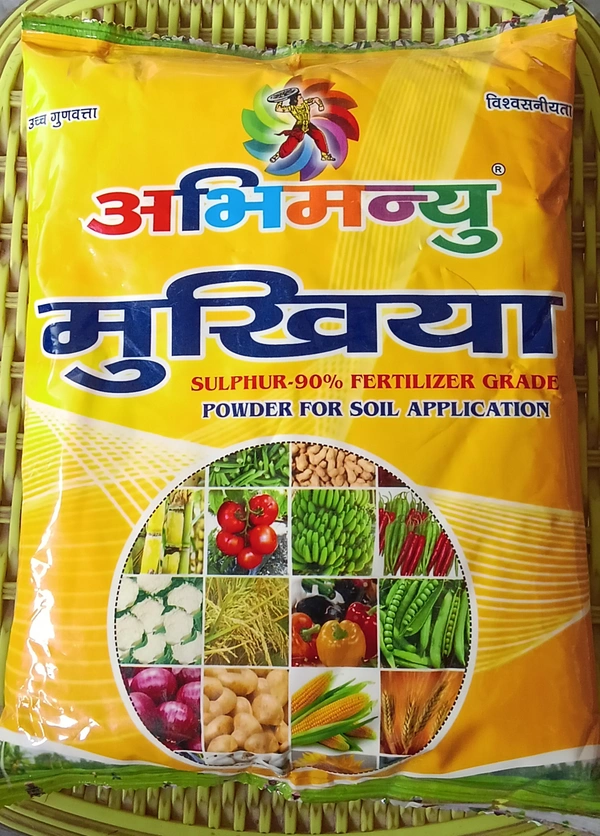 उच्च गुणवत्ता
विश्वसनीयता
अभिमन्यु ®
मुखिया
SULPHUR-90% FERTILIZER GRADE
POWDER FOR SOIL APPLICATION